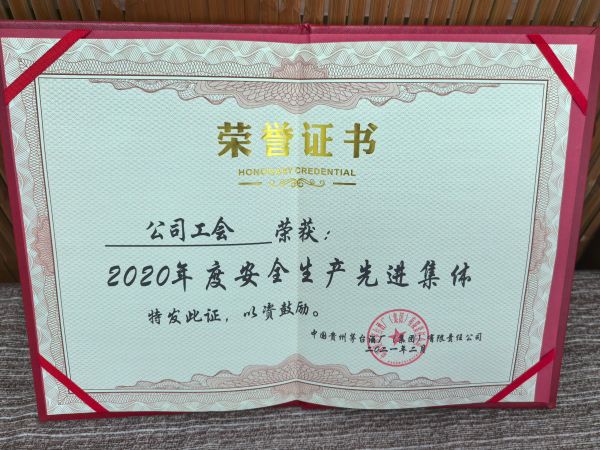 荣誉证书
HONORARY CREDENTIAL
公司工会 荣获：
2020年度安全生产先进集体
特发此证，以资鼓励。
中国贵州茅台酒厂（集团）有限责任公司
二〇二一年二月